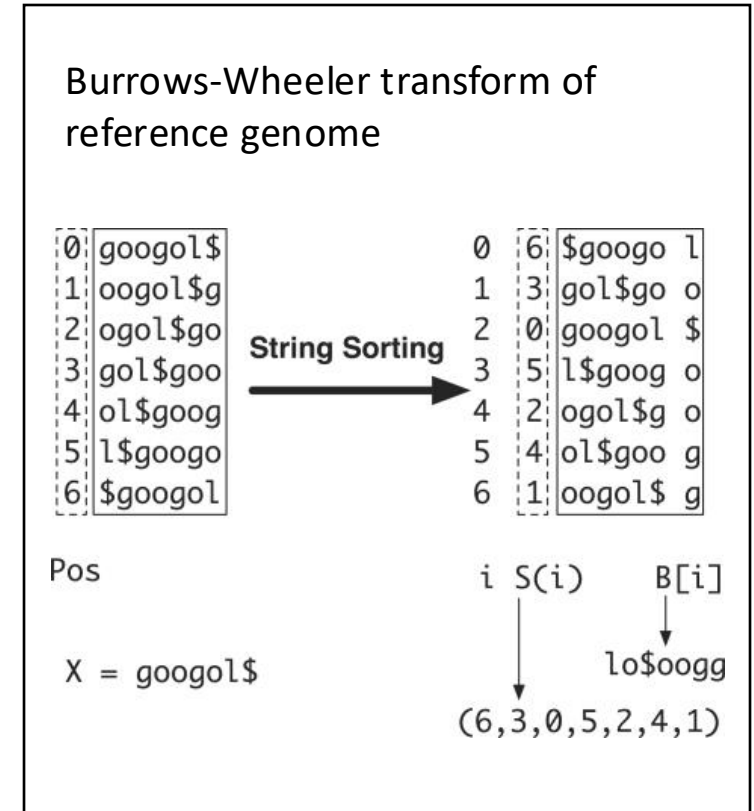 Burrows-Wheeler transform of
reference genome
0 googol$
1 oogol$g
2 ogol$go
3 gol$goo
4 ol$goog
5 l$googo
6 $googol
Pos
X = googol$
String Sorting
0 6 $googo l
1 3 gol$go o
2 0 googol $
3 5 l$goog o
4 2 ogol$g o
5 4 ol$goo g
6 1 oogol$ g
i S(i) B[i]
lo$oogg
(6,3,0,5,2,4,1)